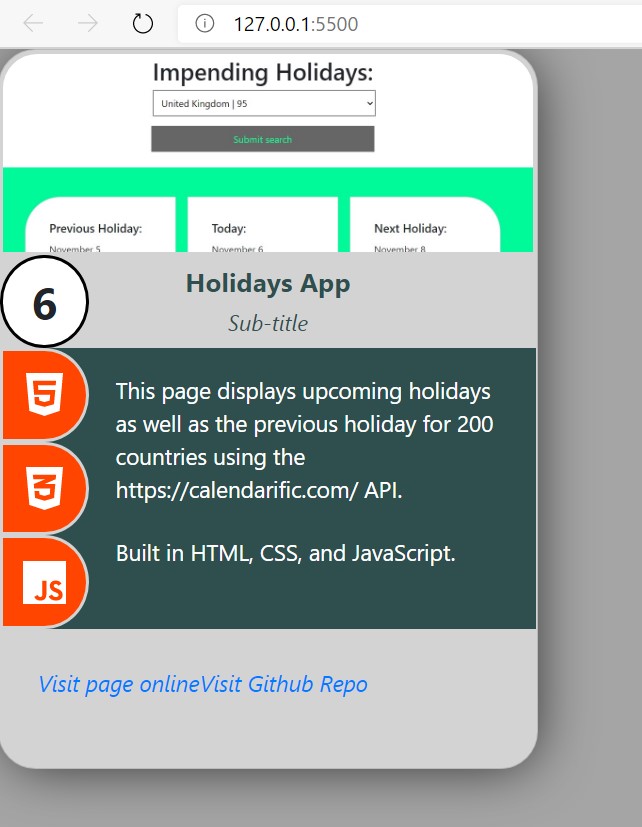 127.0.0.1:5500
Impending Holidays:
United Kingdom | 95
Submit search
Previous Holiday:
November 5
Today:
November 6
Next Holiday:
November 8
6
Holidays App
Sub-title
5
This page displays upcoming holidays
as well as the previous holiday for 200
countries using the
https://calendarific.com/ API.
3
Built in HTML, CSS, and JavaScript.
JS
Visit page onlineVisit Github Repo